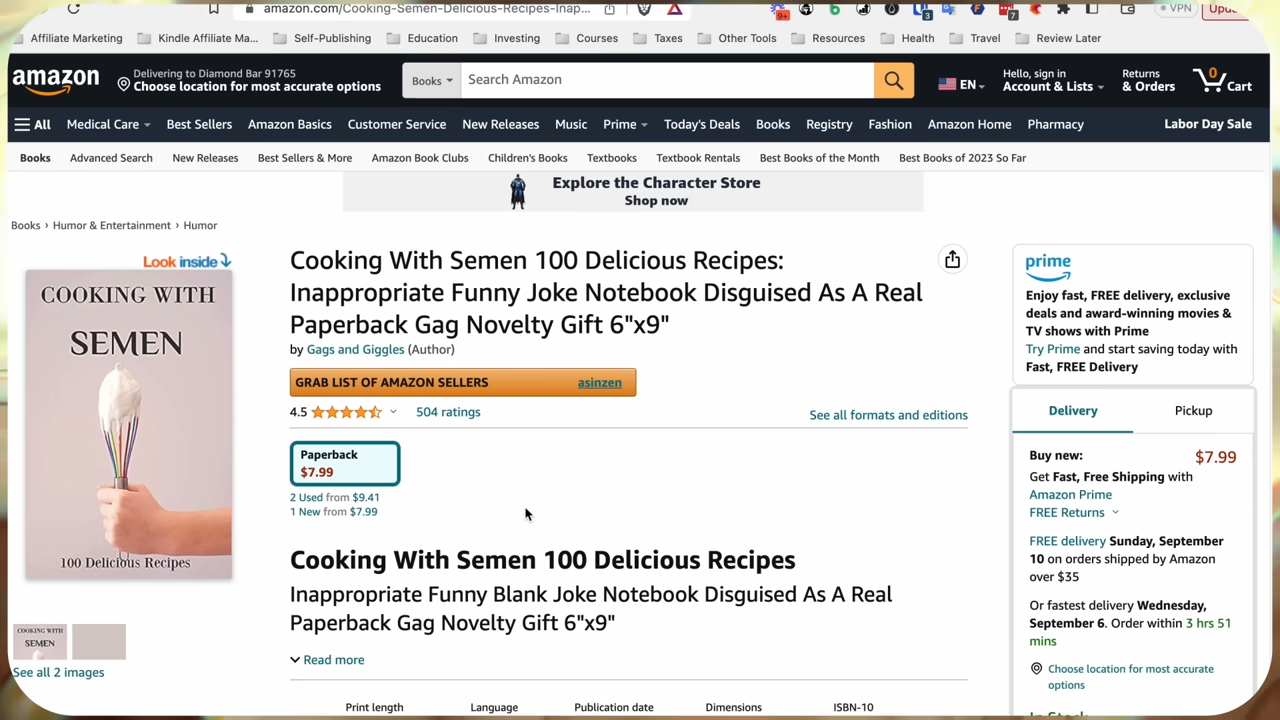 amazon.com/Cooking-Semen-Delicious-Recipes-Inap...
9+
3
7
VPN
Affiliate Marketing
Kindle Affiliate Ma...
Self-Publishing
Education
Investing
Courses
Taxes
Other Tools
Resources
Health
Travel
Review Later
amazon
Delivering to Diamond Bar 91765
Choose location for most accurate options
Books
Search Amazon
EN
Hello, sign in
Account & Lists
Returns
& Orders
0
Cart
All
Medical Care
Best Sellers
Amazon Basics
Customer Service
New Releases
Music
Prime
Today's Deals
Books
Registry
Fashion
Amazon Home
Pharmacy
Labor Day Sale
Books
Advanced Search
New Releases
Best Sellers & More
Amazon Book Clubs
Children's Books
Textbooks
Textbook Rentals
Best Books of the Month
Best Books of 2023 So Far
Explore the Character Store
Shop now
Books › Humor & Entertainment › Humor
Look inside
COOKING WITH
SEMEN
100 Delicious Recipes
COOKING WITH
SEMEN
See all 2 images
Cooking With Semen 100 Delicious Recipes:
Inappropriate Funny Joke Notebook Disguised As A Real
Paperback Gag Novelty Gift 6"x9"
by Gags and Giggles (Author)
GRAB LIST OF AMAZON SELLERS
asinzen
4.5
504 ratings
See all formats and editions
Paperback
$7.99
2 Used from $9.41
1 New from $7.99
Cooking With Semen 100 Delicious Recipes
Inappropriate Funny Blank Joke Notebook Disguised As A Real
Paperback Gag Novelty Gift 6"x9"
Read more
Print length
Language
Publication date
Dimensions
ISBN-10
prime
Enjoy fast, FREE delivery, exclusive
deals and award-winning movies &
TV shows with Prime
Try Prime and start saving today with
Fast, FREE Delivery
Delivery
Pickup
Buy new:
$7.99
Get Fast, Free Shipping with
Amazon Prime
FREE Returns
FREE delivery Sunday, September
10 on orders shipped by Amazon
over $35
Or fastest delivery Wednesday,
September 6. Order within 3 hrs 51
mins
Choose location for most accurate
options
In Stock